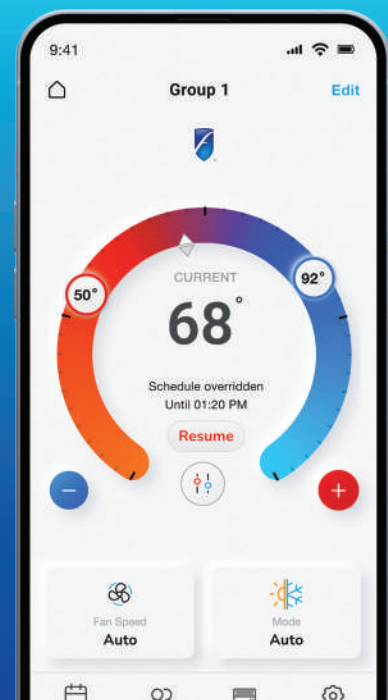 9:41
Group 1
Edit
CURRENT
50°
92°
68°
Schedule overridden
Until 01:20 PM
Resume
Fan Speed
Auto
Mode
Auto